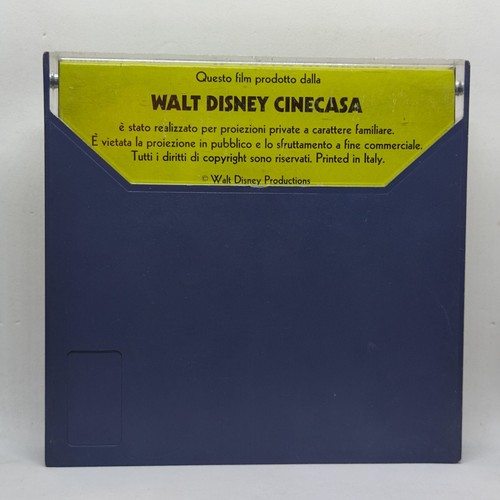 Questo film prodotto dalla
WALT DISNEY CINECASA
è stato realizzato per proiezioni private a carattere familiare.
È vietata la proiezione in pubblico e lo sfruttamento a fine commerciale.
Tutti i diritti di copyright sono riservati. Printed in Italy.
© Walt Disney Productions